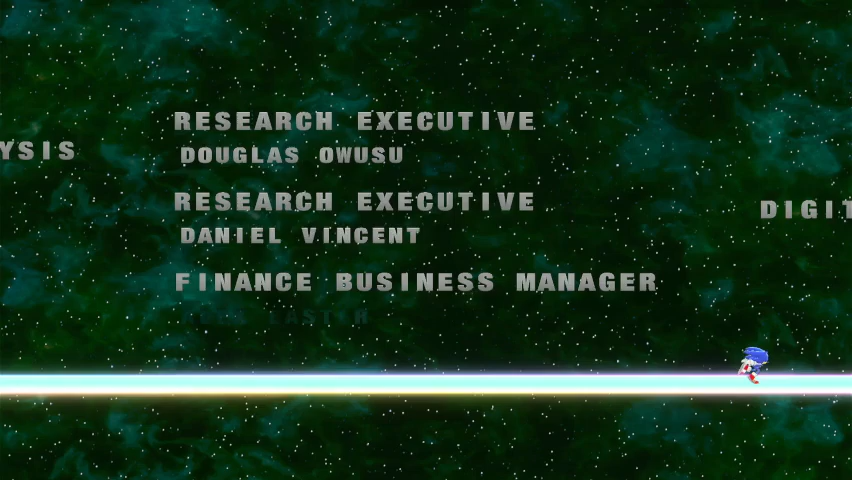 YSIS
RESEARCH EXECUTIVE
DOUGLAS OWUSU
RESEARCH EXECUTIVE
DANIEL VINCENT
FINANCE BUSINESS MANAGER
DIGIT